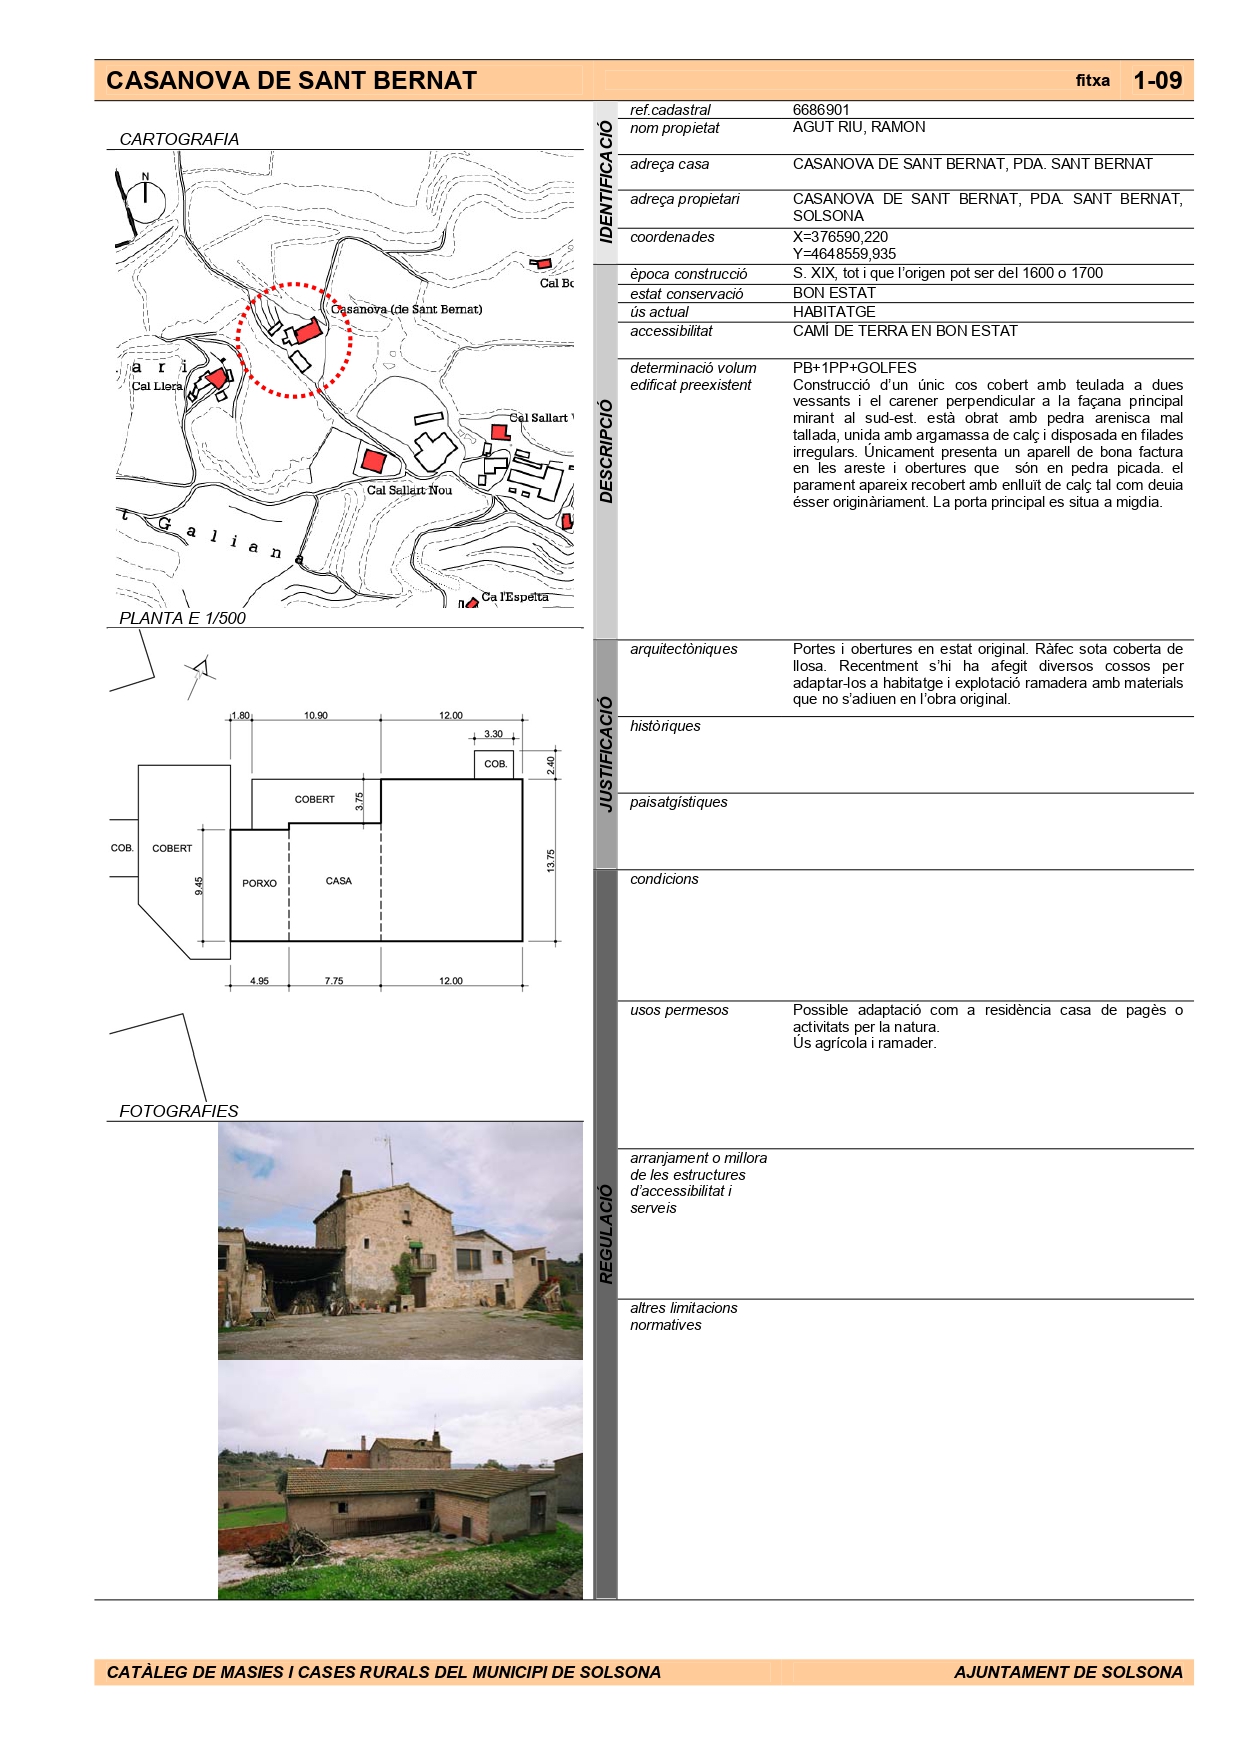 CASANOVA DE SANT BERNAT
fitxa 1-09
CARTOGRAFIA
N
Casanova (de Sant Bernat)
Cal Bo
a r i
Cal Llera
Cal Sallart
Cal Sallart Nou
t Galiana
Ca l'Espelta
PLANTA E 1/500
1.80 10.90 12.00
3.30
COB.
2.40
COBERT
3.75
COB. COBERT
9.45
PORXO
CASA
13.75
4.95 7.75 12.00
FOTOGRAFIES
IDENTIFICACIÓ
ref.cadastral 6686901
nom propietat AGUT RIU, RAMON
adreça casa CASANOVA DE SANT BERNAT, PDA. SANT BERNAT
adreça propietari CASANOVA DE SANT BERNAT, PDA. SANT BERNAT,
SOLSONA
coordenades X=376590,220
Y=4648559,935
DESCRIPCIÓ
època construcció S. XIX, tot i que l’origen pot ser del 1600 o 1700
estat conservació BON ESTAT
ús actual HABITATGE
accessibilitat CAMÍ DE TERRA EN BON ESTAT
determinació volum PB+1PP+GOLFES
edificat preexistent Construcció d’un únic cos cobert amb teulada a dues
vessants i el carener perpendicular a la façana principal
mirant al sud-est. està obrat amb pedra arenisca mal
tallada, unida amb argamassa de calç i disposada en filades
irregulars. Únicament presenta un aparell de bona factura
en les areste i obertures que són en pedra picada. el
parament apareix recobert amb enlluït de calç tal com deuia
ésser originàriament. La porta principal es situa a migdia.
JUSTIFICACIÓ
arquitectòniques Portes i obertures en estat original. Ràfec sota coberta de
llosa. Recentment s’hi ha afegit diversos cossos per
adaptar-los a habitatge i explotació ramadera amb materials
que no s’adiuen en l’obra original.
històriques
paisatgístiques
REGULACIÓ
condicions
usos permesos Possible adaptació com a residència casa de pagès o
activitats per la natura.
Ús agrícola i ramader.
arranjament o millora
de les estructures
d’accessibilitat i
serveis
altres limitacions
normatives
CATÀLEG DE MASIES I CASES RURALS DEL MUNICIPI DE SOLSONA
AJUNTAMENT DE SOLSONA